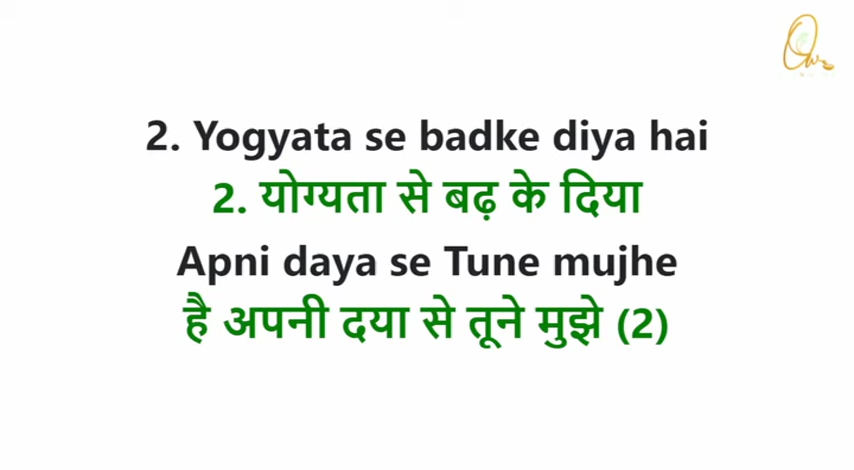 2. Yogyata se badke diya hai
2. योग्यता से बढ़ के दिया
Apni daya se Tune mujhe
है अपनी दया से तूने मुझे (2)